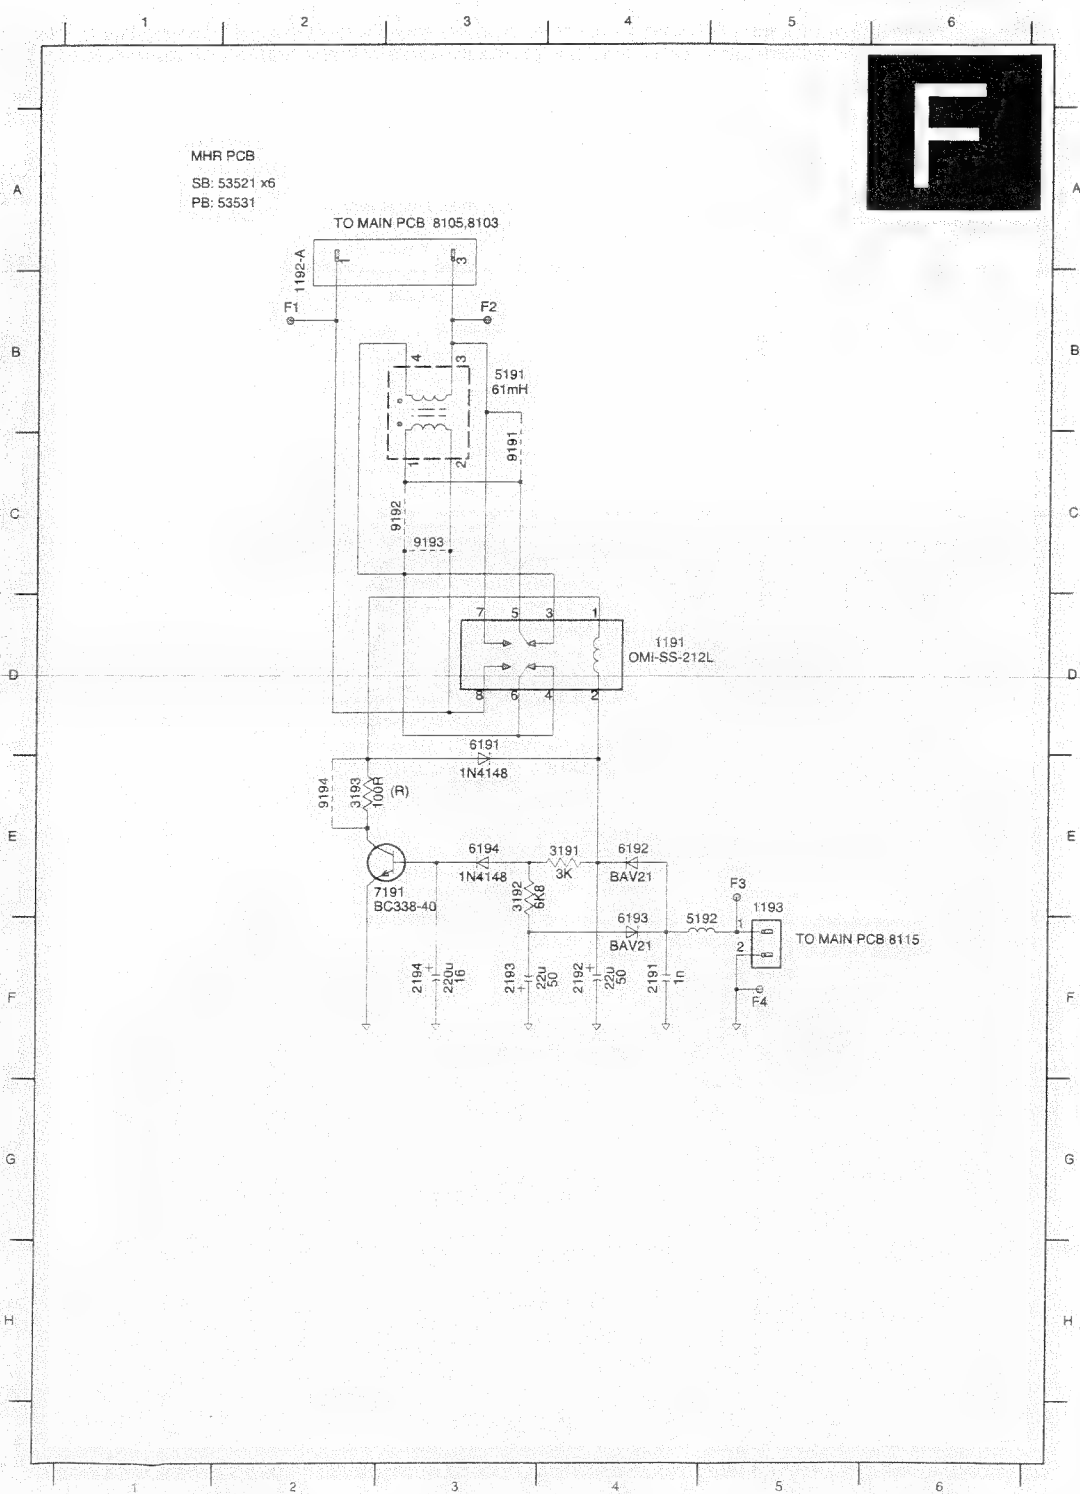 1 2 3 4 5 6
F
A A
MHR PCB
SB: 53521 x6
PB: 53531
TO MAIN PCB 8105,8103
1192-A
1 3
F1 F2
B B
4 3
5191
61mH
9191
1 2
C C
9192
9193
7 5 3 1
1191
OMI-SS-212L
D D
8 6 4 2
6191
1N4148
9194
3193
100R
(R)
E E
6194
1N4148
3191
3K
6192
BAV21
3192
6K8
7191
BC338-40
F3
1193
6193
BAV21
5192
1
2
TO MAIN PCB 8115
2194
+
220u
16
2193
+
22u
50
2192
+
22u
50
2191
1n
F4
F F
G G
H H
1 2 3 4 5 6